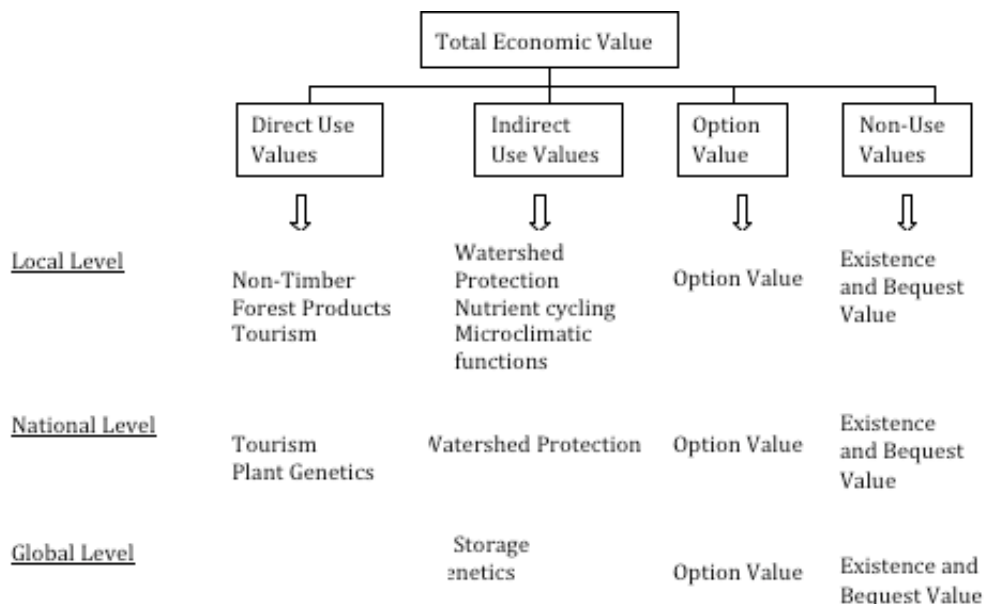 Total Economic Value
Direct Use
Values
Indirect
Use Values
Option
Value
Non-Use
Values
Local Level
Non-Timber
Forest Products
Tourism
Watershed
Protection
Nutrient cycling
Microclimatic
functions
Option Value
Existence
and Bequest
Value
National Level
Tourism
Plant Genetics
Watershed Protection
Option Value
Existence
and Bequest
Value
Global Level
Storage
Option Value
Existence and
Bequest Value